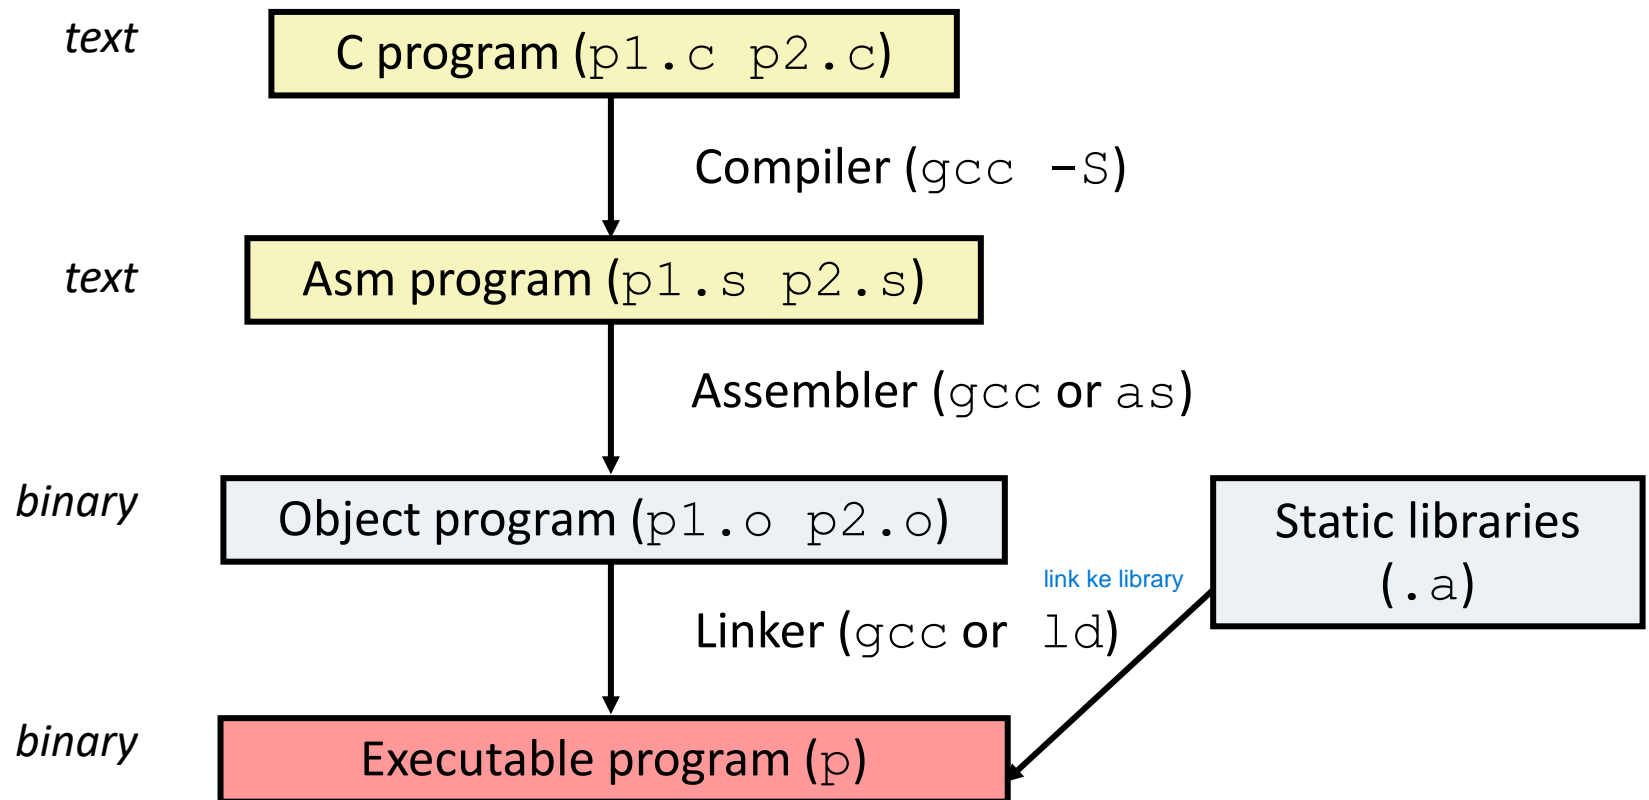 text
C program (p1.c p2.c)
Compiler (gcc -S)
text
Asm program (p1.s p2.s)
Assembler (gcc or as)
binary
Object program (p1.o p2.o)
Static libraries
(.a)
link ke library
Linker (gcc or ld)
binary
Executable program (p)